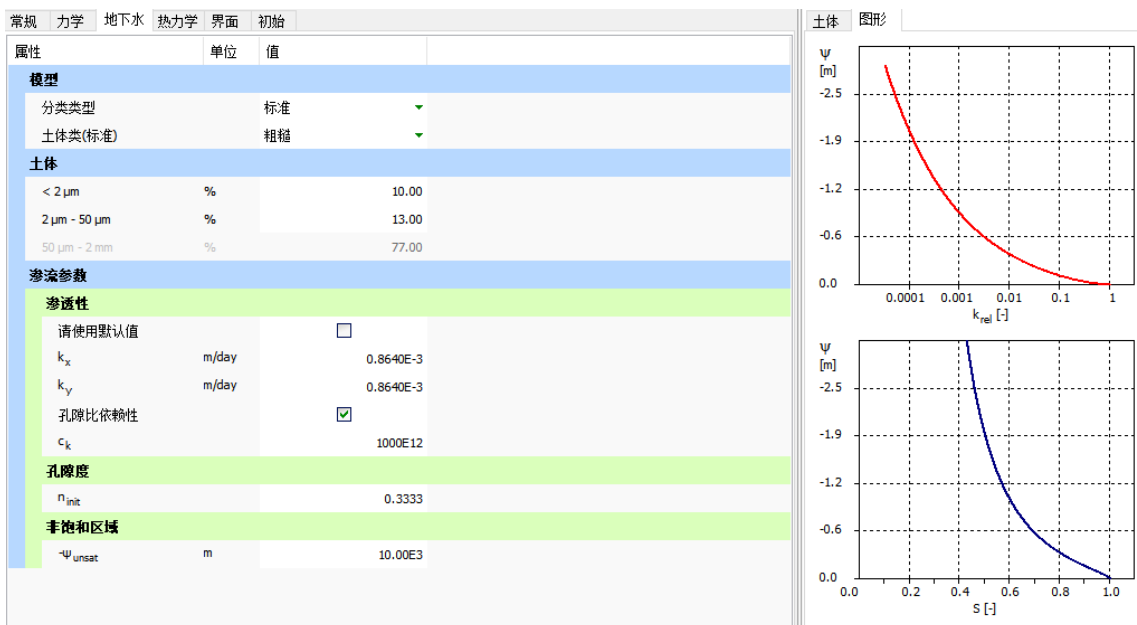 常规 力学 地下水 热力学 界面 初始
属性 单位 值
模型
分类类型 标准
土体类(标准) 粗糙
土体
< 2 µm % 10.00
2 µm - 50 µm % 13.00
50 µm - 2 mm % 77.00
渗流参数
渗透性
请使用默认值
kx m/day 0.8640E-3
ky m/day 0.8640E-3
孔隙比依赖性
ck 1000E12
孔隙度
ninit 0.3333
非饱和区域
-Ψunsat m 10.00E3
土体 图形
Ψ
[m]
-2.5
-1.9
-1.2
-0.6
0.0
0.0001 0.001 0.01 0.1 1
krel [-]
Ψ
[m]
-2.5
-1.9
-1.2
-0.6
0.0
0.0 0.2 0.4 0.6 0.8 1.0
S [-]